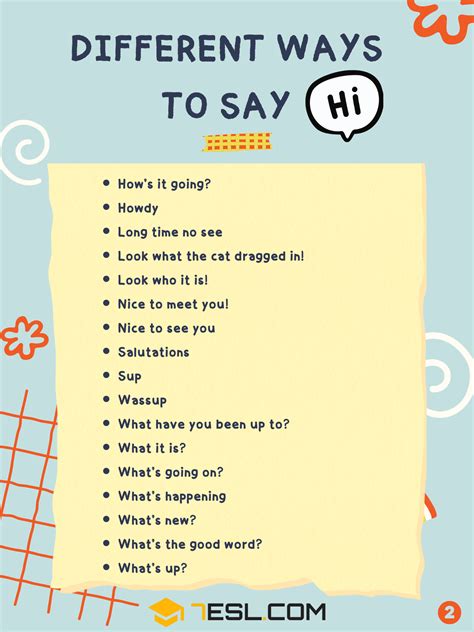 DIFFERENT WAYS
TO SAY Hi
How's it going?
Howdy
Long time no see
Look what the cat dragged in!
Look who it is!
Nice to meet you!
Nice to see you
Salutations
Sup
Wassup
What have you been up to?
What it is?
What's going on?
What's happening
What's new?
What's the good word?
What's up?
7ESL.COM
2